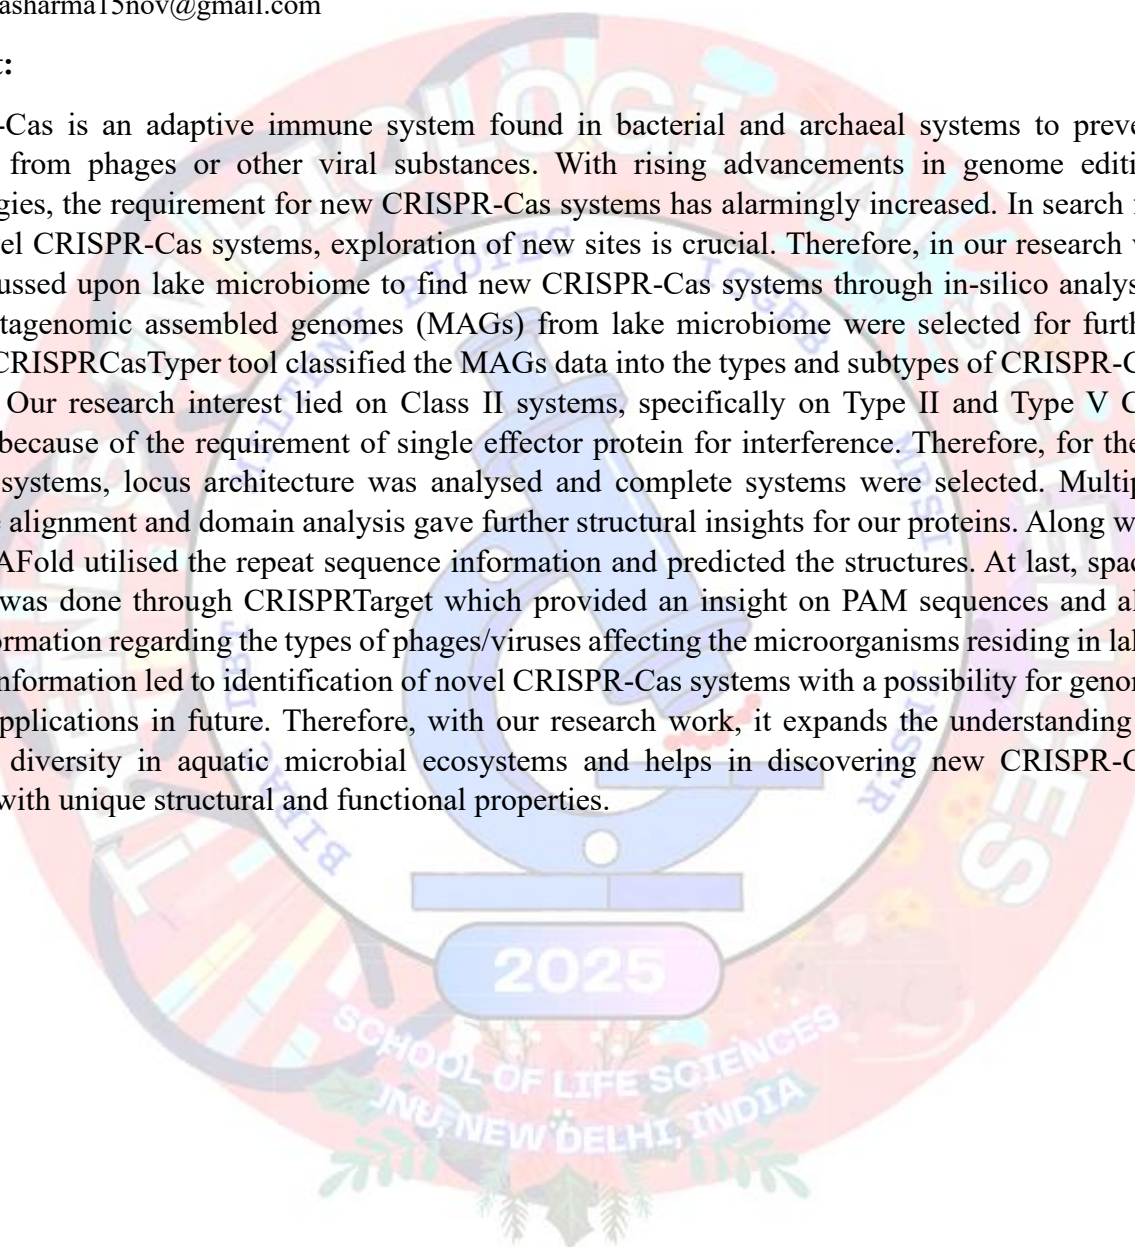 asharma15nov@gmail.com
t:
-Cas is an adaptive immune system found in bacterial and archaeal systems to preve
from phages or other viral substances. With rising advancements in genome editi
gies, the requirement for new CRISPR-Cas systems has alarmingly increased. In search
el CRISPR-Cas systems, exploration of new sites is crucial. Therefore, in our research
ussed upon lake microbiome to find new CRISPR-Cas systems through in-silico analys
tagenomic assembled genomes (MAGs) from lake microbiome were selected for furth
CRISPRCasTyper tool classified the MAGs data into the types and subtypes of CRISPR-C
Our research interest lied on Class II systems, specifically on Type II and Type V C
because of the requirement of single effector protein for interference. Therefore, for the
systems, locus architecture was analysed and complete systems were selected. Multip
alignment and domain analysis gave further structural insights for our proteins. Along w
AFold utilised the repeat sequence information and predicted the structures. At last, spac
was done through CRISPRTarget which provided an insight on PAM sequences and al
ormation regarding the types of phages/viruses affecting the microorganisms residing in lak
nformation led to identification of novel CRISPR-Cas systems with a possibility for genon
pplications in future. Therefore, with our research work, it expands the understanding
diversity in aquatic microbial ecosystems and helps in discovering new CRISPR-C
with unique structural and functional properties.
TRENDS IN BIOLOGICAL SCIENCES
2025
SCHOOL OF LIFE SCIENCES
JNU, NEW DELHI, INDIA